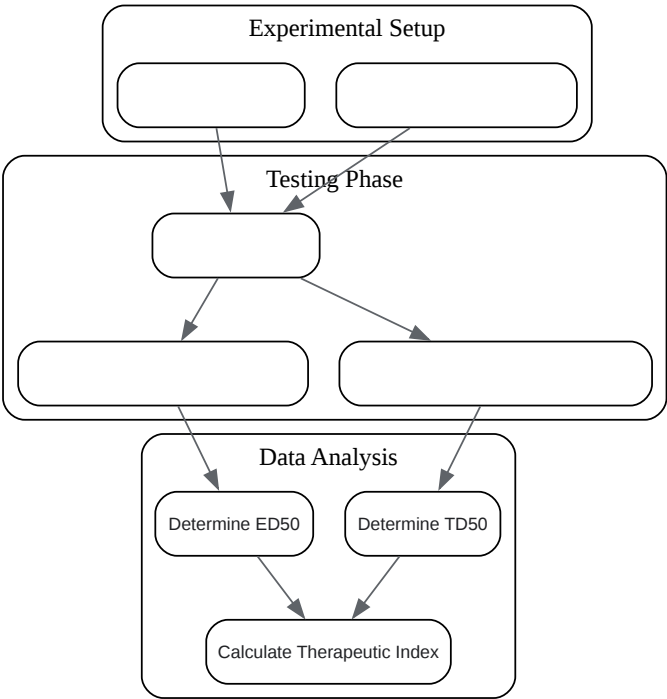 Experimental Setup
Testing Phase
Data Analysis
Determine ED50
Determine TD50
Calculate Therapeutic Index